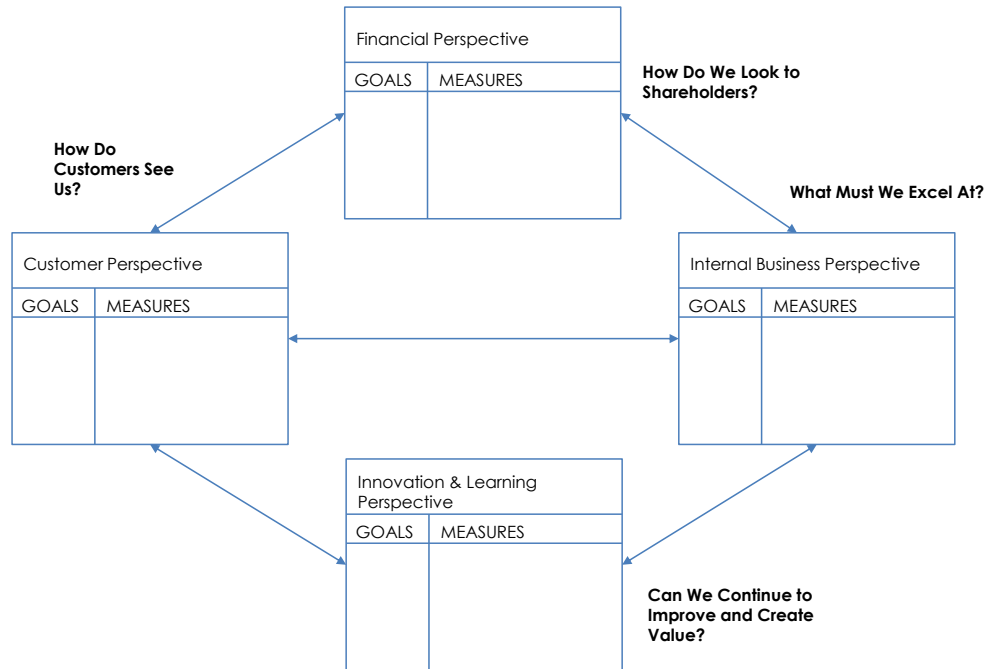 Financial Perspective
GOALS MEASURES
How Do We Look to
Shareholders?
How Do
Customers See
Us?
What Must We Excel At?
Customer Perspective
GOALS MEASURES
Internal Business Perspective
GOALS MEASURES
Innovation & Learning
Perspective
GOALS MEASURES
Can We Continue to
Improve and Create
Value?